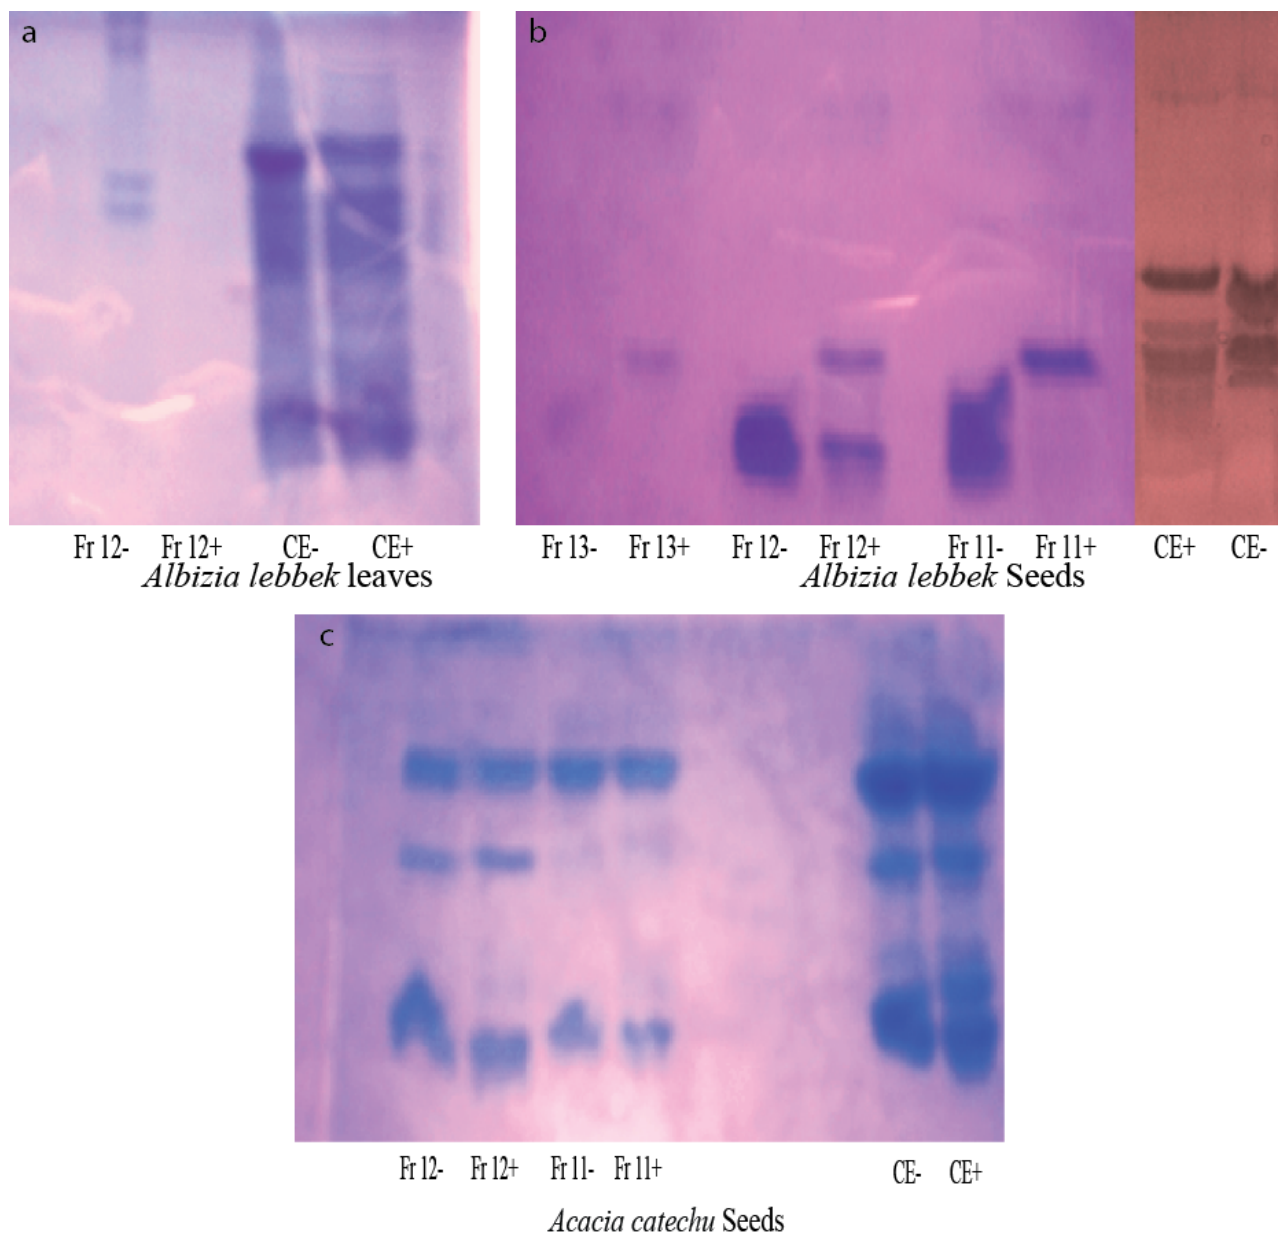 a
b
Fr 12- Fr 12+ CE- CE+
Albizia lebbek leaves
Fr 13- Fr 13+ Fr 12- Fr 12+ Fr 11- Fr 11+ CE+ CE-
Albizia lebbek Seeds
c
Fr 12- Fr 12+ Fr 11- Fr 11+ CE- CE+
Acacia catechu Seeds